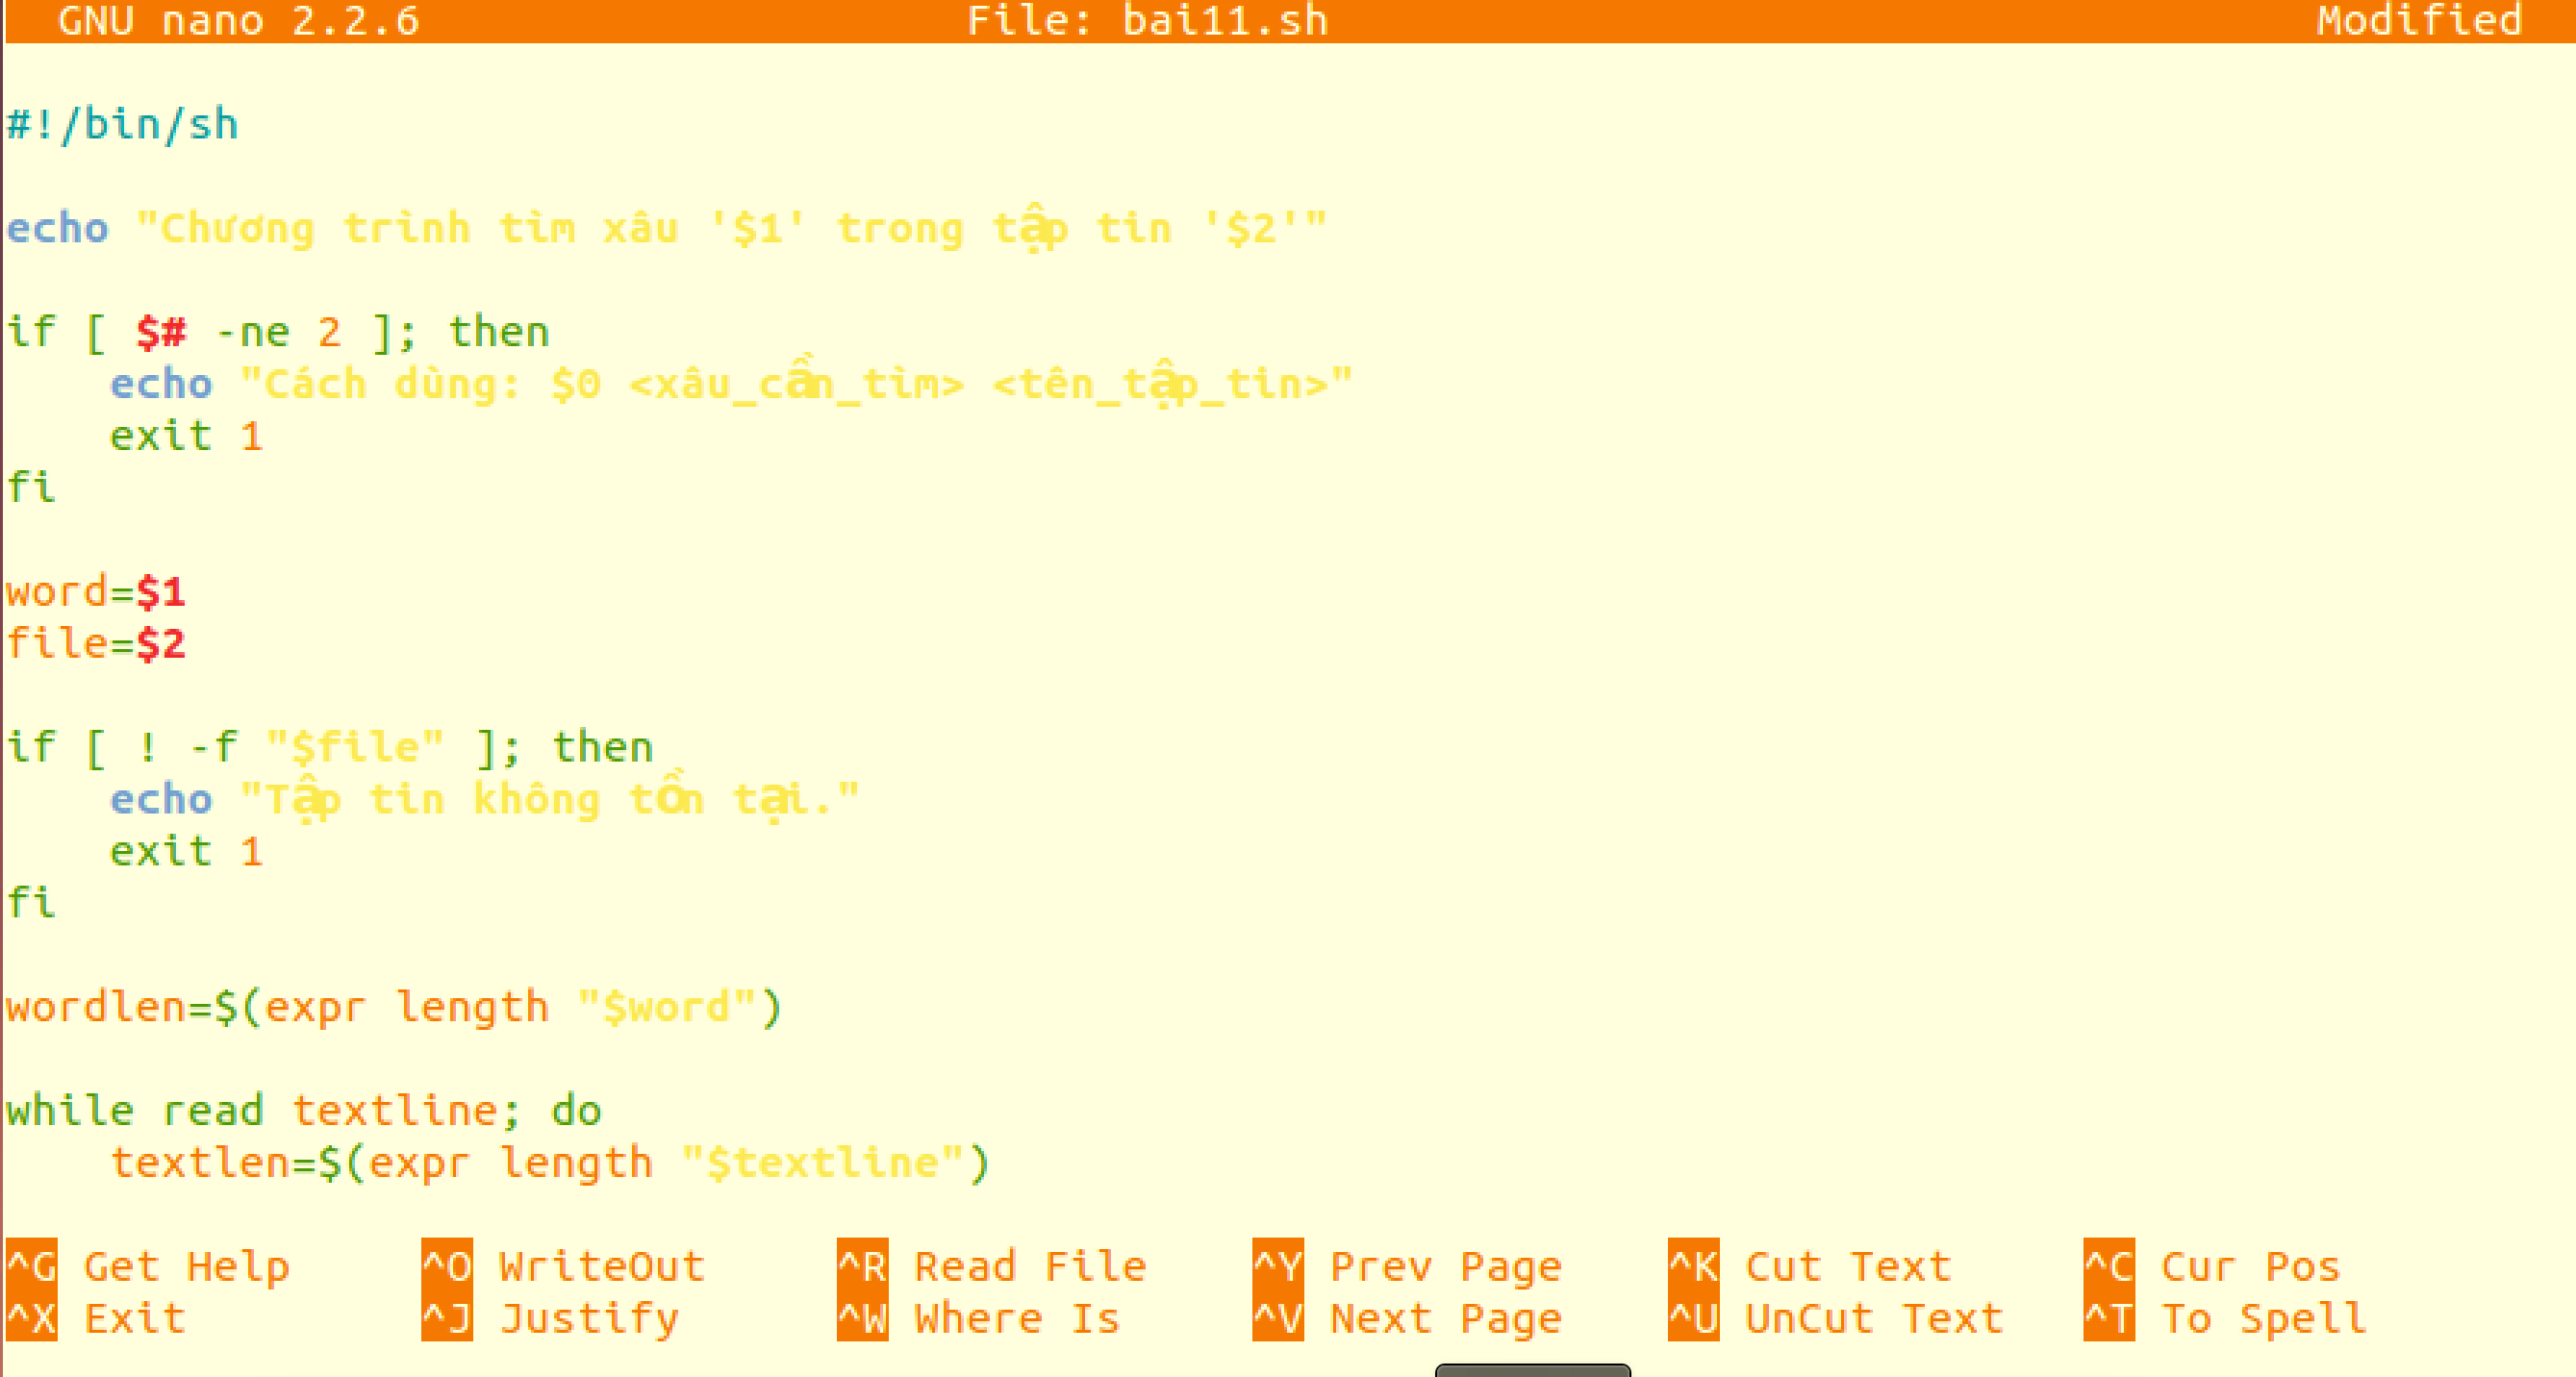 GNU nano 2.2.6 File: bai11.sh Modified
#!/bin/sh
echo "Chương trình tìm xâu '$1' trong tập tin '$2'"
if [ $# -ne 2 ]; then
    echo "Cách dùng: $0 <xâu_cần_tìm> <tên_tập_tin>"
    exit 1
fi
word=$1
file=$2
if [ ! -f "$file" ]; then
    echo "Tập tin không tồn tại."
    exit 1
fi
wordlen=$(expr length "$word")
while read textline; do
    textlen=$(expr length "$textline")
^G Get Help ^O WriteOut ^R Read File ^Y Prev Page ^K Cut Text ^C Cur Pos
^X Exit ^J Justify ^W Where Is ^V Next Page ^U UnCut Text ^T To Spell